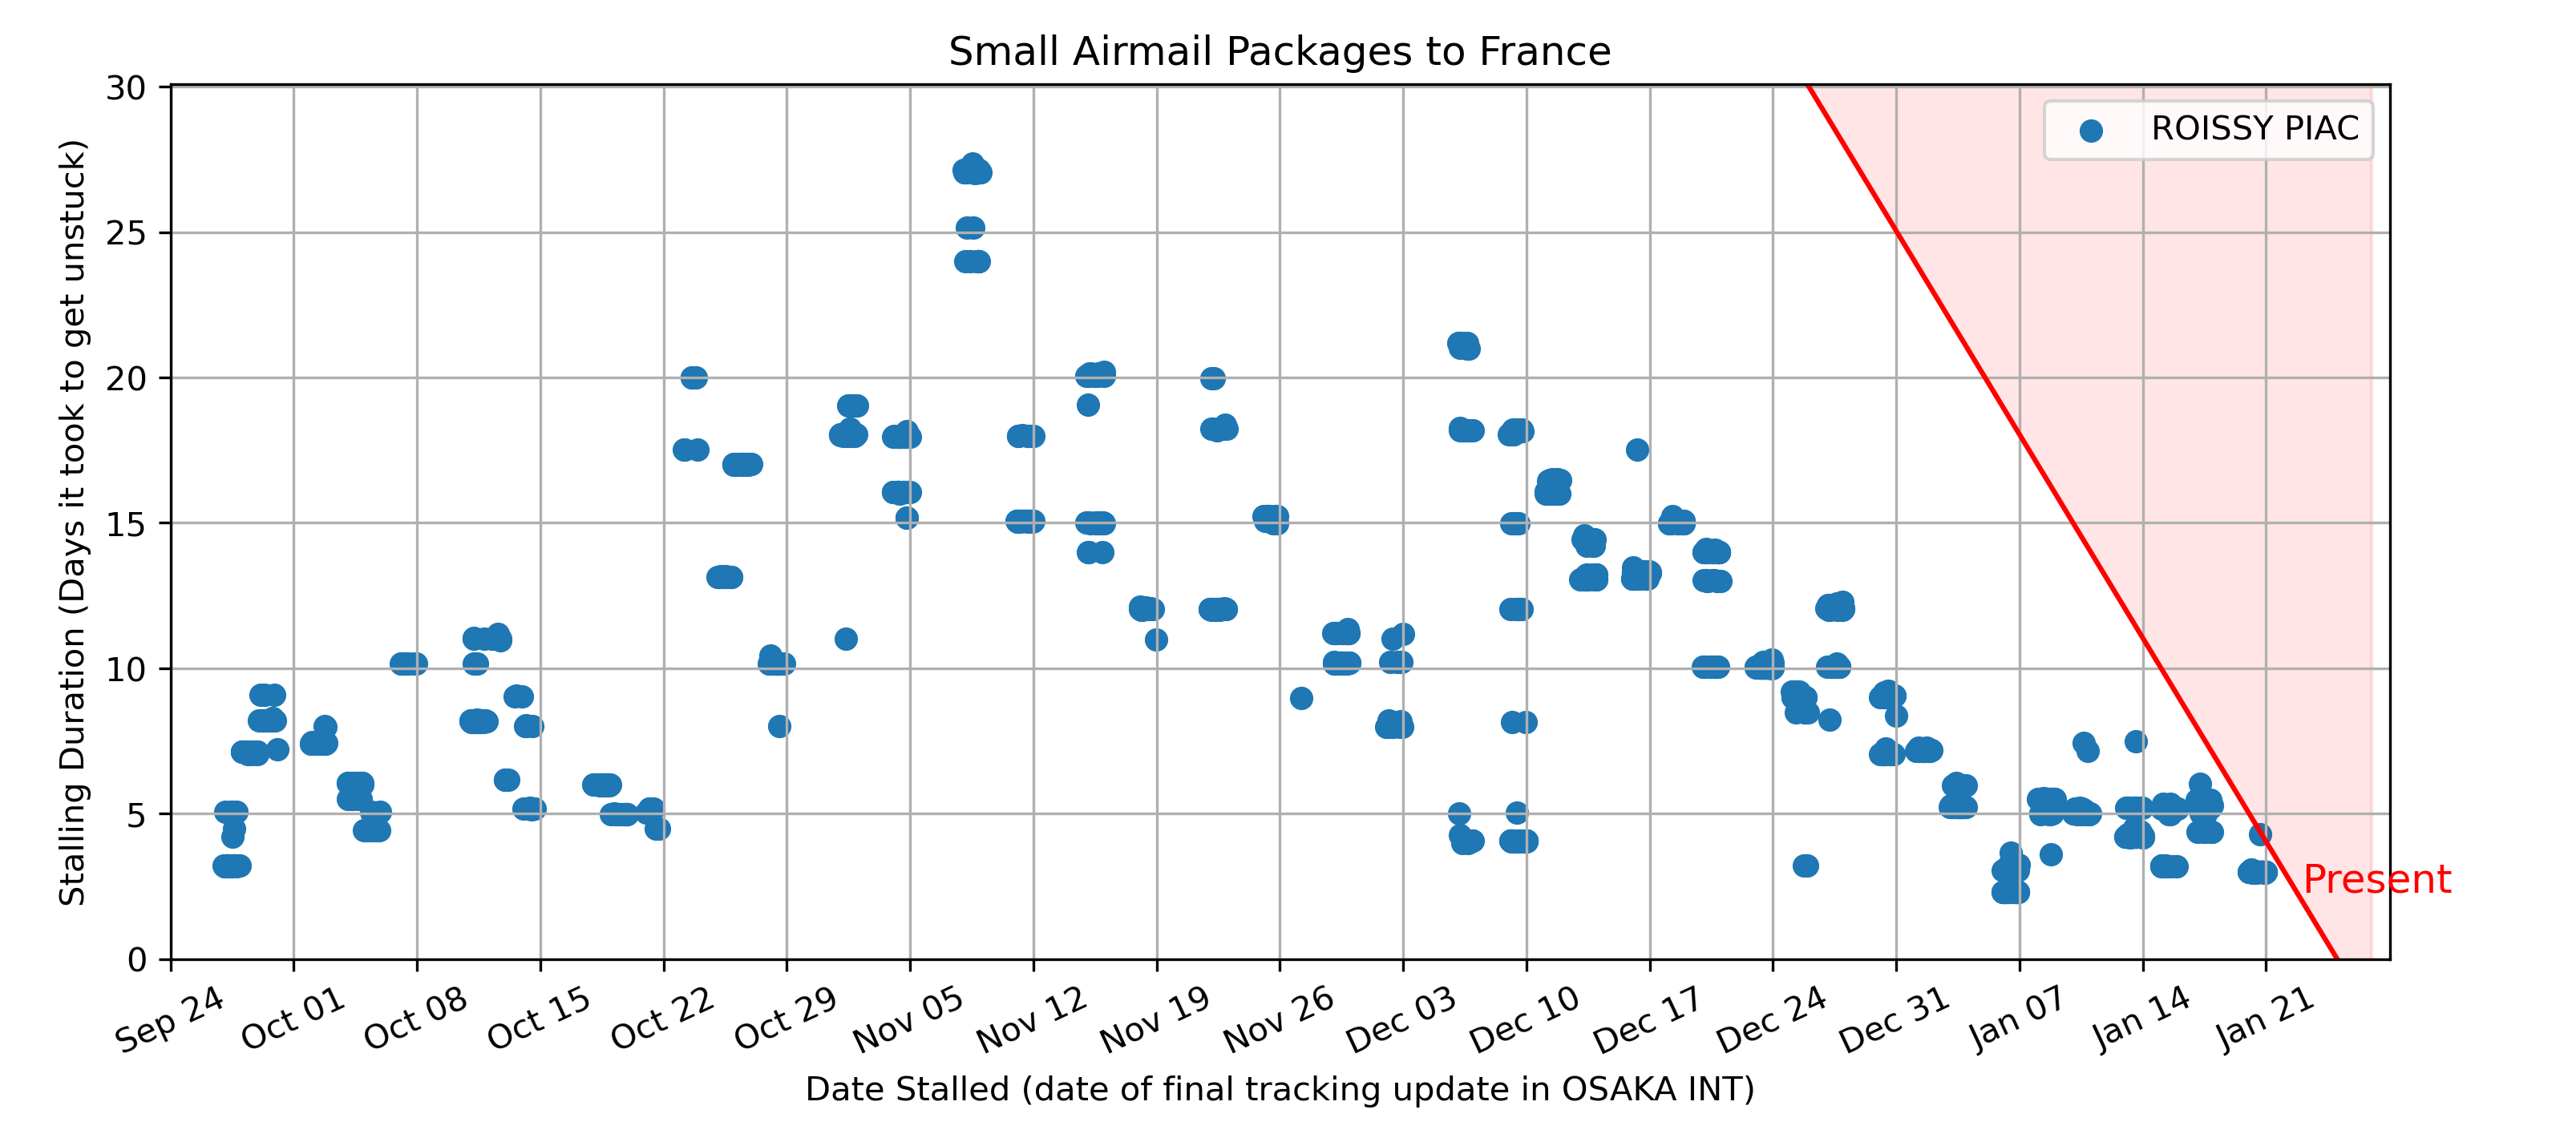 Small Airmail Packages to France
ROISSY PIAC
Stalling Duration (Days it took to get unstuck)
30
25
20
15
10
5
0
Present
Sep 24
Oct 01
Oct 08
Oct 15
Oct 22
Oct 29
Nov 05
Nov 12
Nov 19
Nov 26
Dec 03
Dec 10
Dec 17
Dec 24
Dec 31
Jan 07
Jan 14
Jan 21
Date Stalled (date of final tracking update in OSAKA INT)